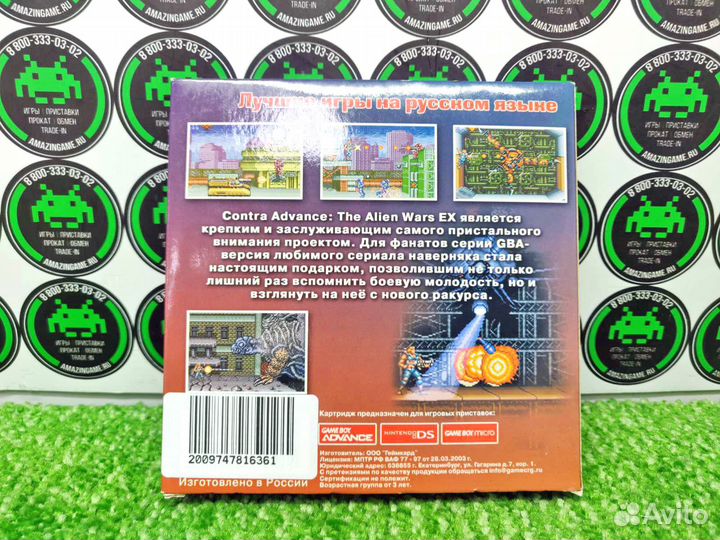 Лучшие игры на русском языке
Contra Advance: The Alien Wars EX является
крепким и заслуживающим самого пристального
внимания проектом. Для фанатов серии GBA-
версия любимого сериала наверняка стала
настоящим подарком, позволившим не только
лишний раз вспомнить боевую молодость, но и
взглянуть на неё с нового ракурса.
Картридж предназначен для игровых приставок:
GAME BOY
ADVANCE
NINTENDO DS
GAME BOY micro
2009747816361
Изготовитель: ООО "Геймкард"
Лицензия: МПТР РФ ВАФ 77 - 97 от 28.03.2003 г.
Юридический адрес: 536655 г. Екатеринбург, ул. Гагарина д.7, кор. 1.
С претензиями по качеству продукции обращаться info@gamecrg.ru
Сертификации не полежит.
Возрастная группа от 3 лет.
Изготовлено в России
8 800-333-03-02
ИГРЫ ПРИСТАВКИ
ПРОКАТ ОБМЕН
TRADE-IN
AMAZINGAME.RU
Avito